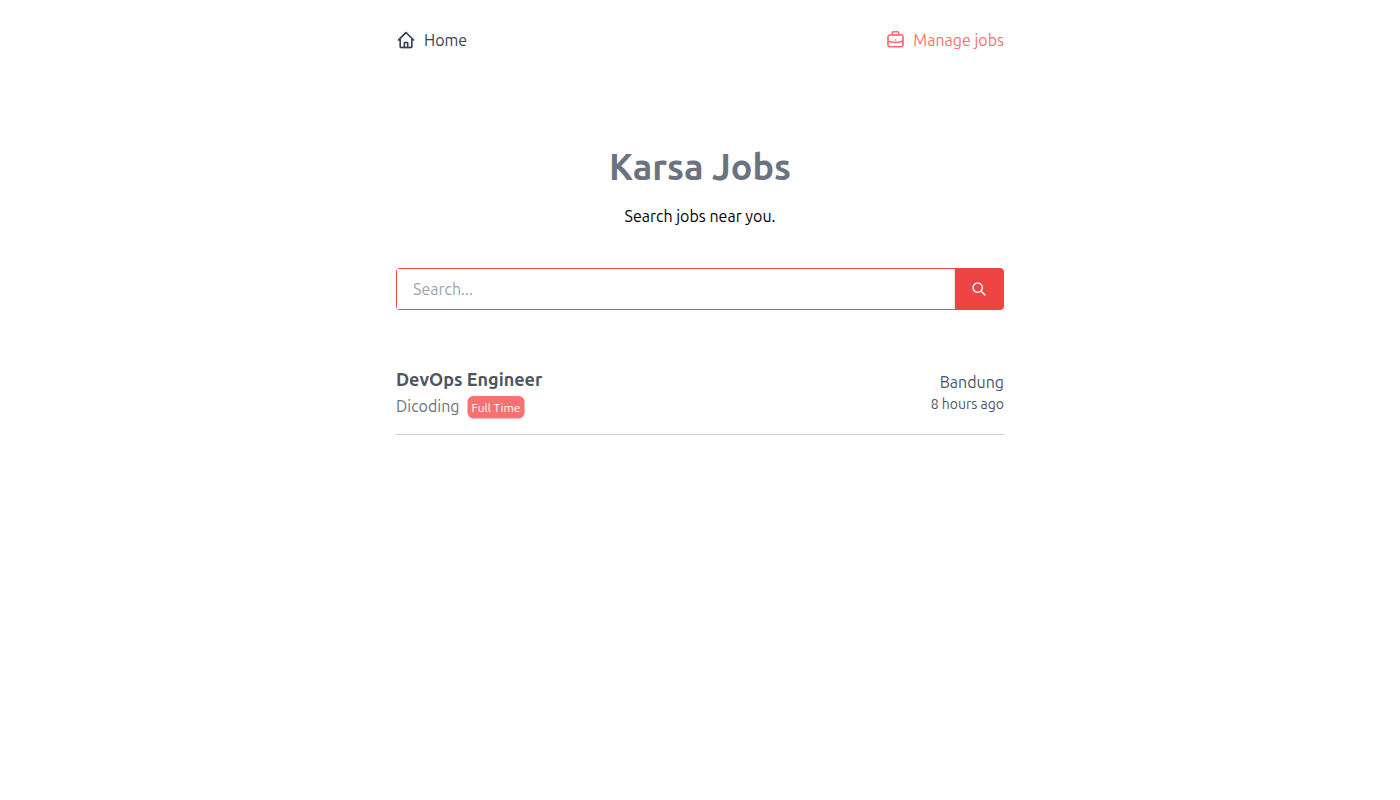 Home
Manage jobs
Karsa Jobs
Search jobs near you.
Search...
DevOps Engineer
Bandung
Dicoding Full Time
8 hours ago